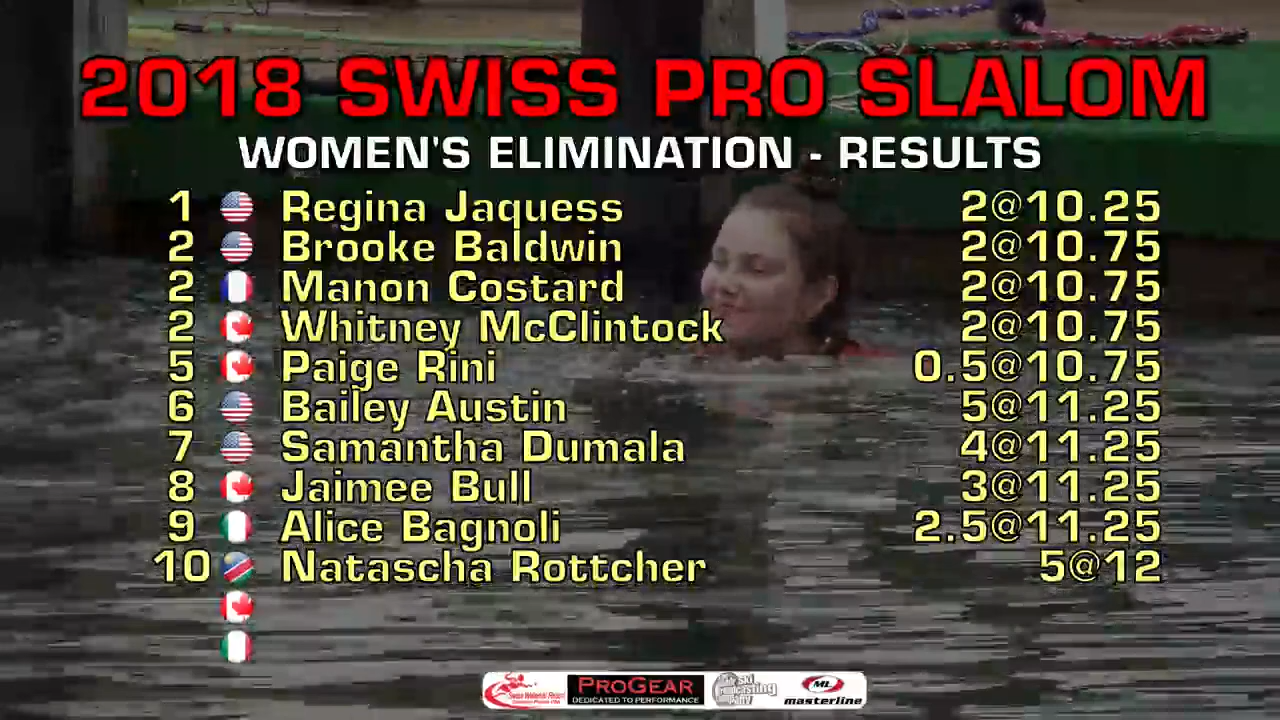 2018 SWISS PRO SLALOM
WOMEN'S ELIMINATION - RESULTS
1 Regina Jaquess 2@10.25
2 Brooke Baldwin 2@10.75
2 Manon Costard 2@10.75
2 Whitney McClintock 2@10.75
5 Paige Rini 0.5@10.75
6 Bailey Austin 5@11.25
7 Samantha Dumala 4@11.25
8 Jaimee Bull 3@11.25
9 Alice Bagnoli 2.5@11.25
10 Natascha Rottcher 5@12
PROGEAR
DEDICATED TO PERFORMANCE
ML
masterline